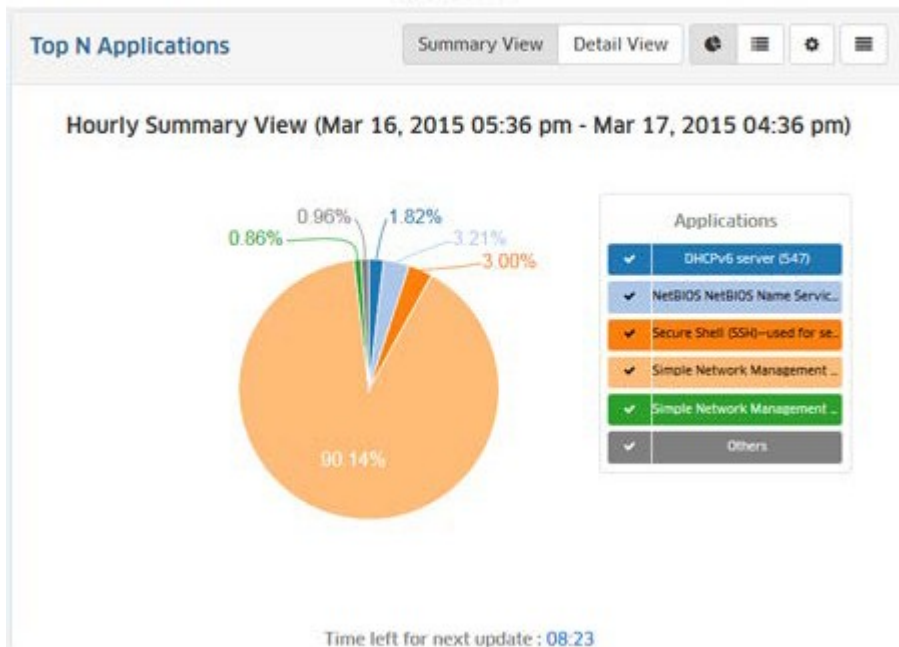 Top N Applications
Summary View
Detail View
Hourly Summary View (Mar 16, 2015 05:36 pm - Mar 17, 2015 04:36 pm)
0.96%
1.82%
0.86%
3.21%
3.00%
90.14%
Applications
DHCPv6 server (547)
NetBIOS NetBIOS Name Servic...
Secure Shell (SSH)—used for se...
Simple Network Management ...
Simple Network Management ...
Others
Time left for next update : 08:23